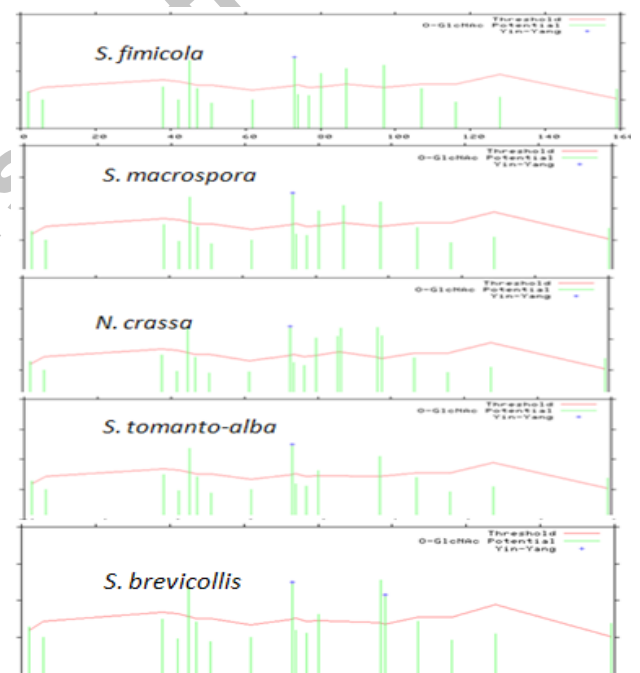 S. fimicola
Threshold
O-GlcNAc Potential
Yin-Yang
0 20 40 60 80 100 120 140 160
S. macrospora
Threshold
O-GlcNAc Potential
Yin-Yang
N. crassa
Threshold
O-GlcNAc Potential
Yin-Yang
S. tomanto-alba
Threshold
O-GlcNAc Potential
Yin-Yang
S. brevicollis
Threshold
O-GlcNAc Potential
Yin-Yang